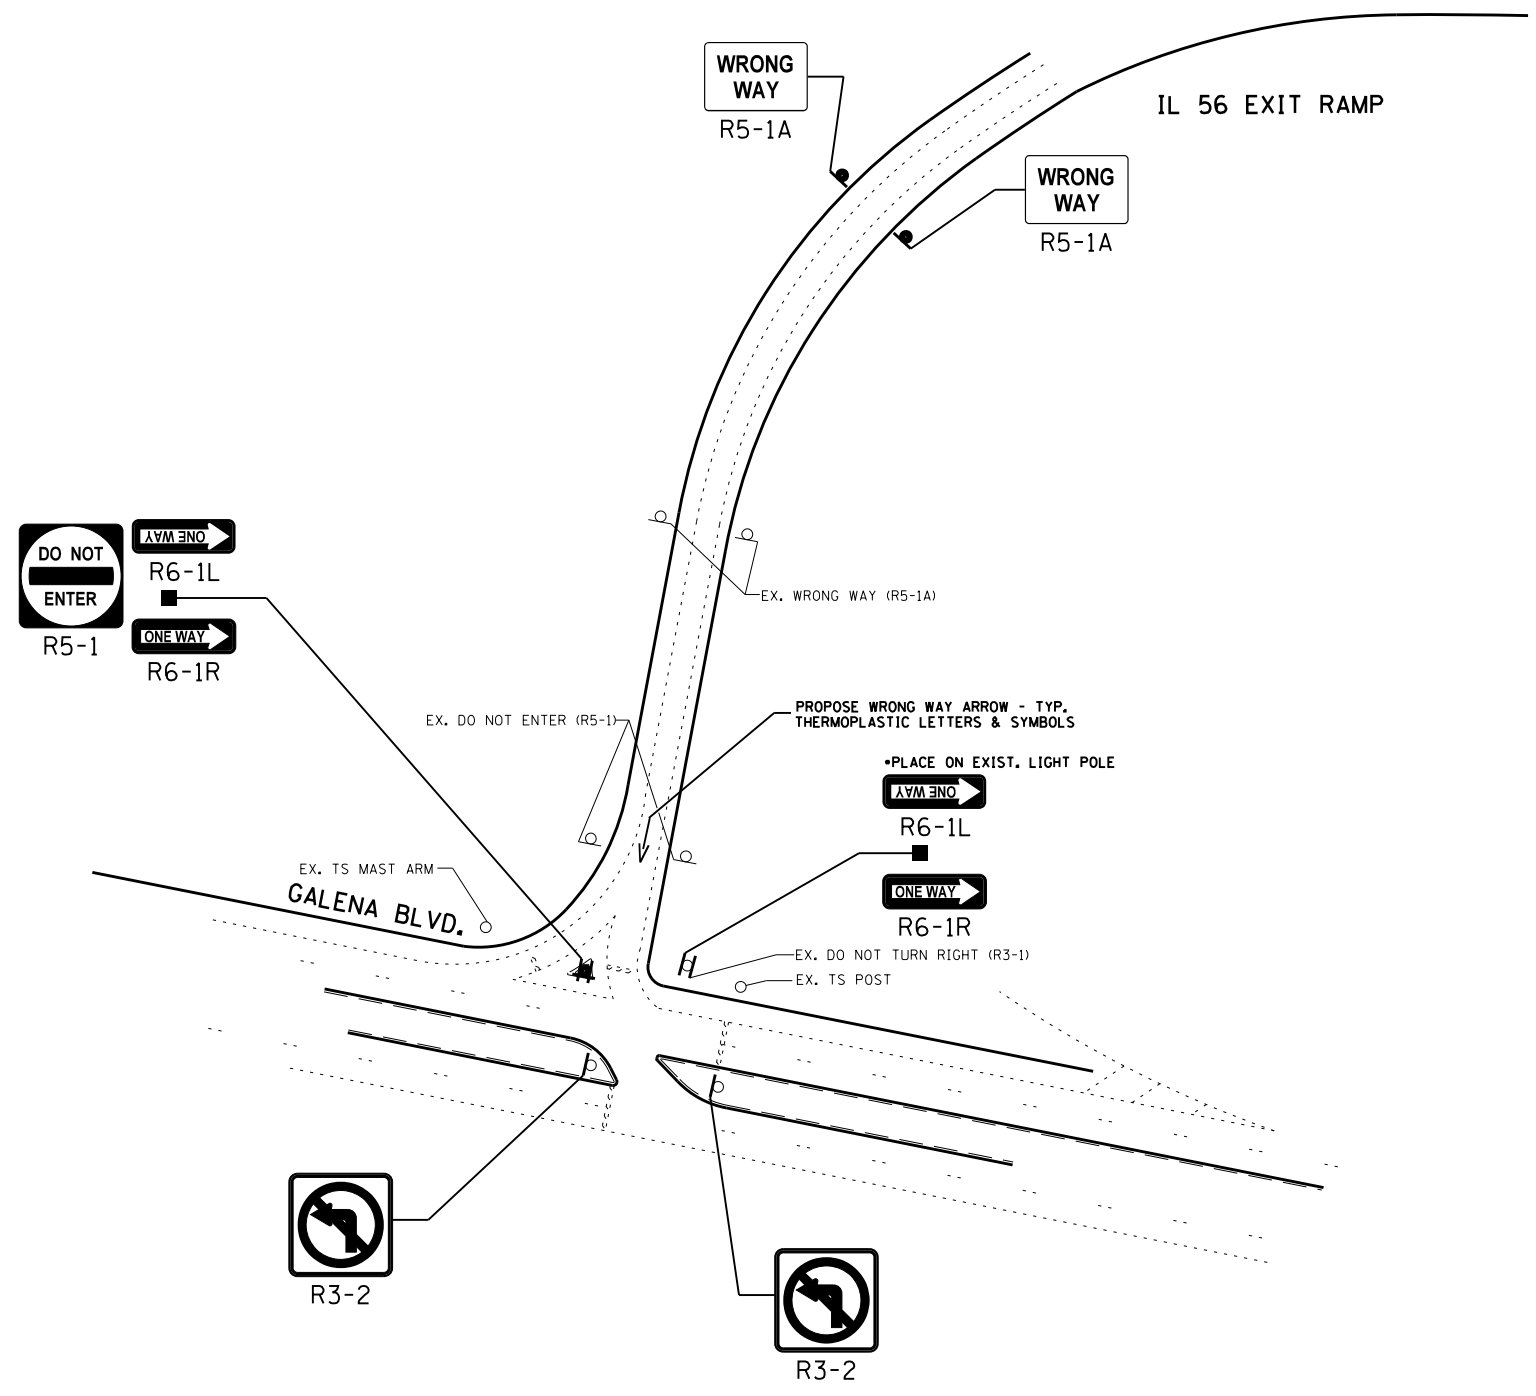 WRONG
WAY
R5-1A
IL 56 EXIT RAMP
WRONG
WAY
R5-1A
DO NOT
ENTER
R5-1
ONE WAY
R6-1L
ONE WAY
R6-1R
EX. WRONG WAY (R5-1A)
EX. DO NOT ENTER (R5-1)
PROPOSE WRONG WAY ARROW - TYP.
THERMOPLASTIC LETTERS & SYMBOLS
•PLACE ON EXIST. LIGHT POLE
ONE WAY
R6-1L
ONE WAY
R6-1R
EX. TS MAST ARM
GALENA BLVD.
EX. DO NOT TURN RIGHT (R3-1)
EX. TS POST
R3-2
R3-2